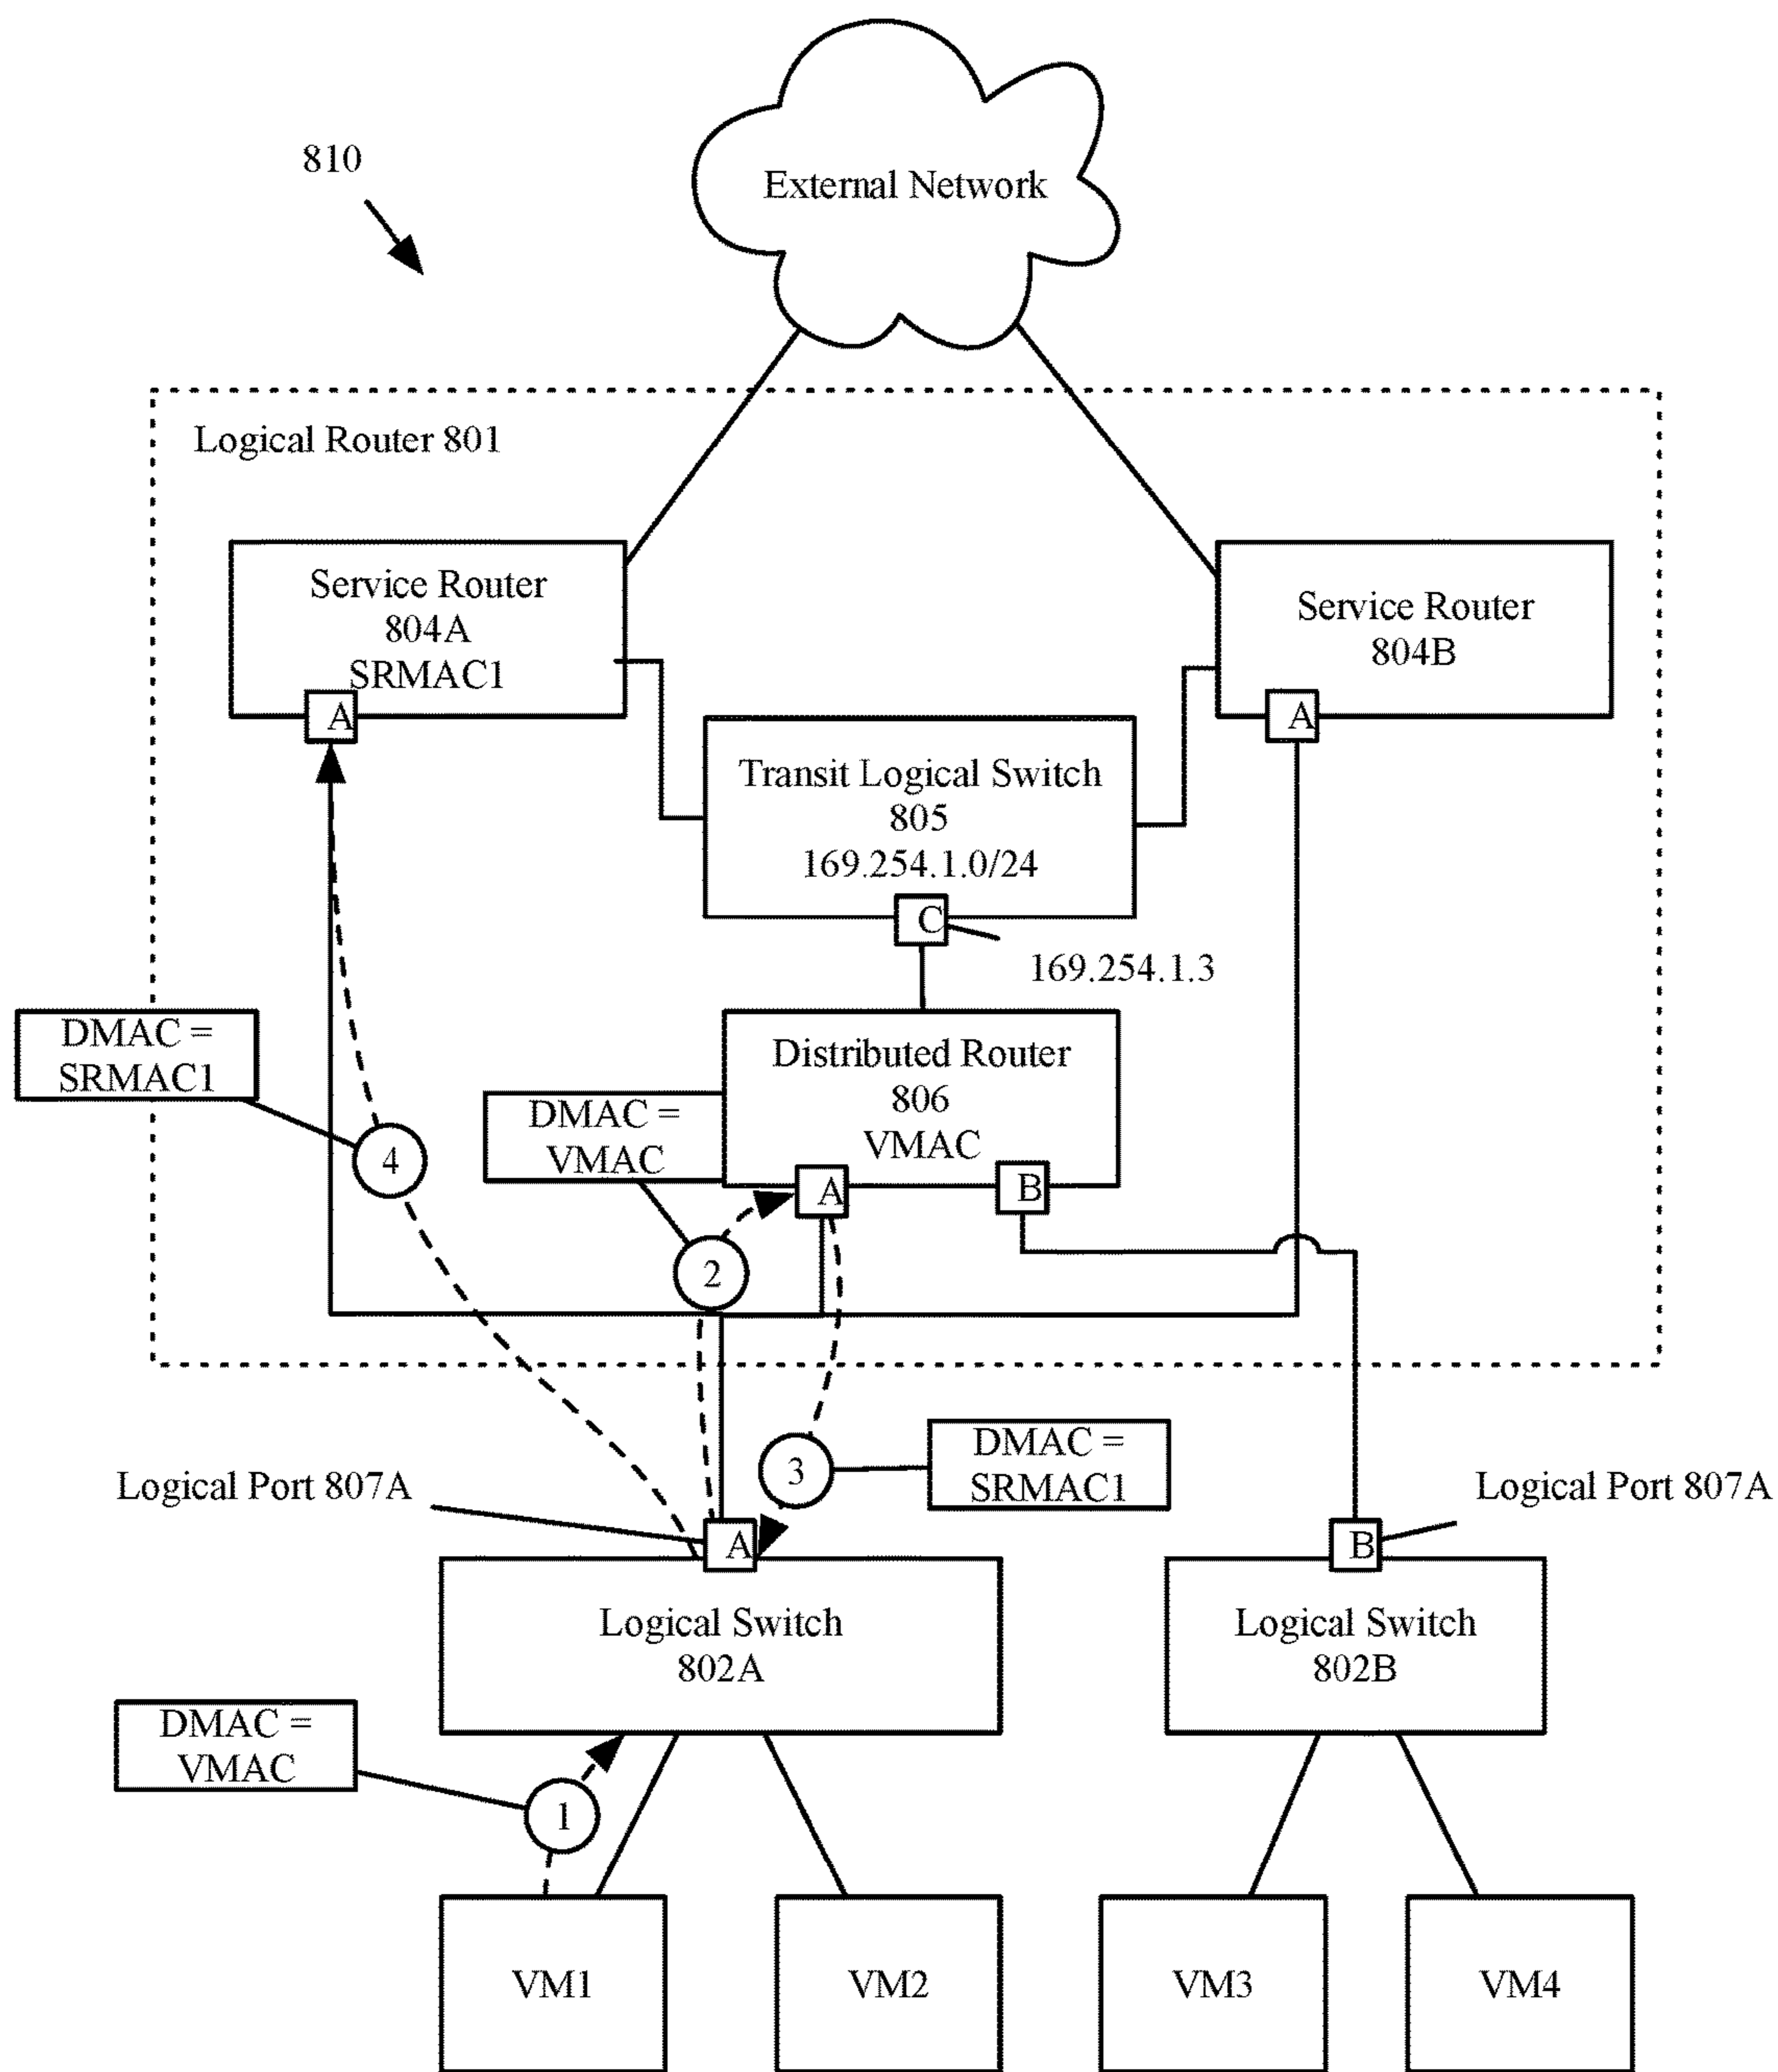 810
External Network
Logical Router 801
Service Router
804A
SRMAC1
A
Service Router
804B
A
Transit Logical Switch
805
169.254.1.0/24
C
169.254.1.3
DMAC =
SRMAC1
4
Distributed Router
806
VMAC
A
B
DMAC =
VMAC
2
3
DMAC =
SRMAC1
Logical Port 807A
A
Logical Port 807A
B
Logical Switch
802A
Logical Switch
802B
DMAC =
VMAC
1
VM1
VM2
VM3
VM4